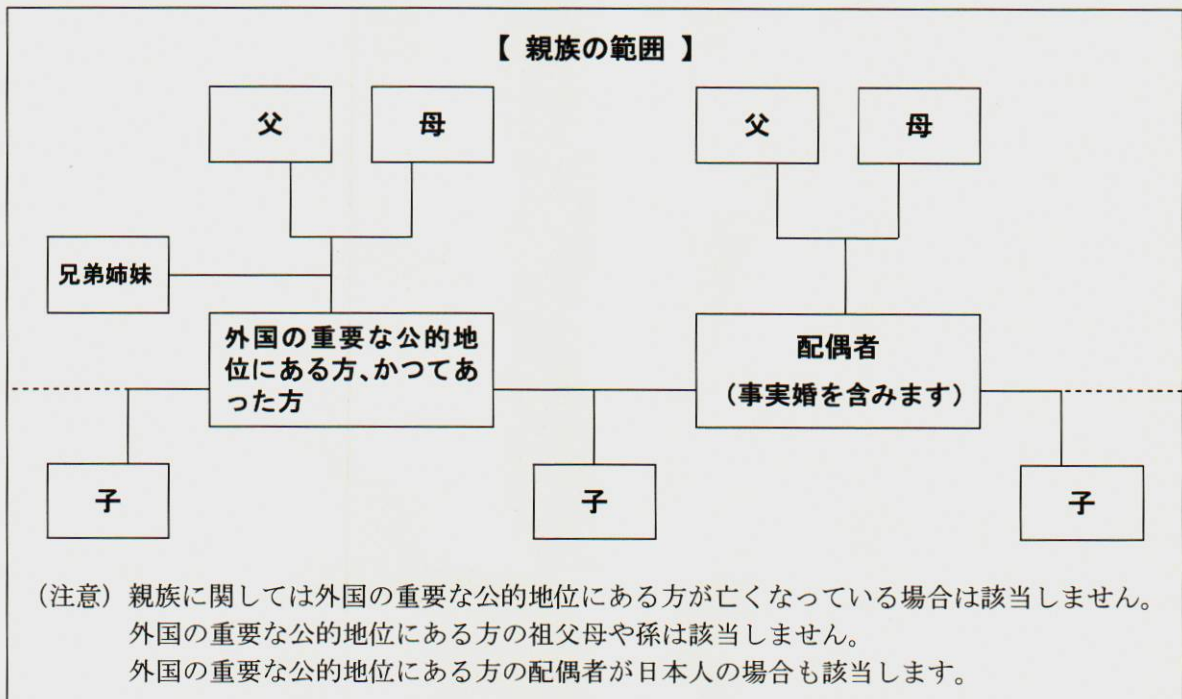 【 親族の範囲 】
父
母
父
母
兄弟姉妹
外国の重要な公的地
位にある方、かつてあ
った方
配偶者
（事実婚を含みます）
子
子
子
（注意）親族に関しては外国の重要な公的地位にある方が亡くなっている場合は該当しません。
外国の重要な公的地位にある方の祖父母や孫は該当しません。
外国の重要な公的地位にある方の配偶者が日本人の場合も該当します。